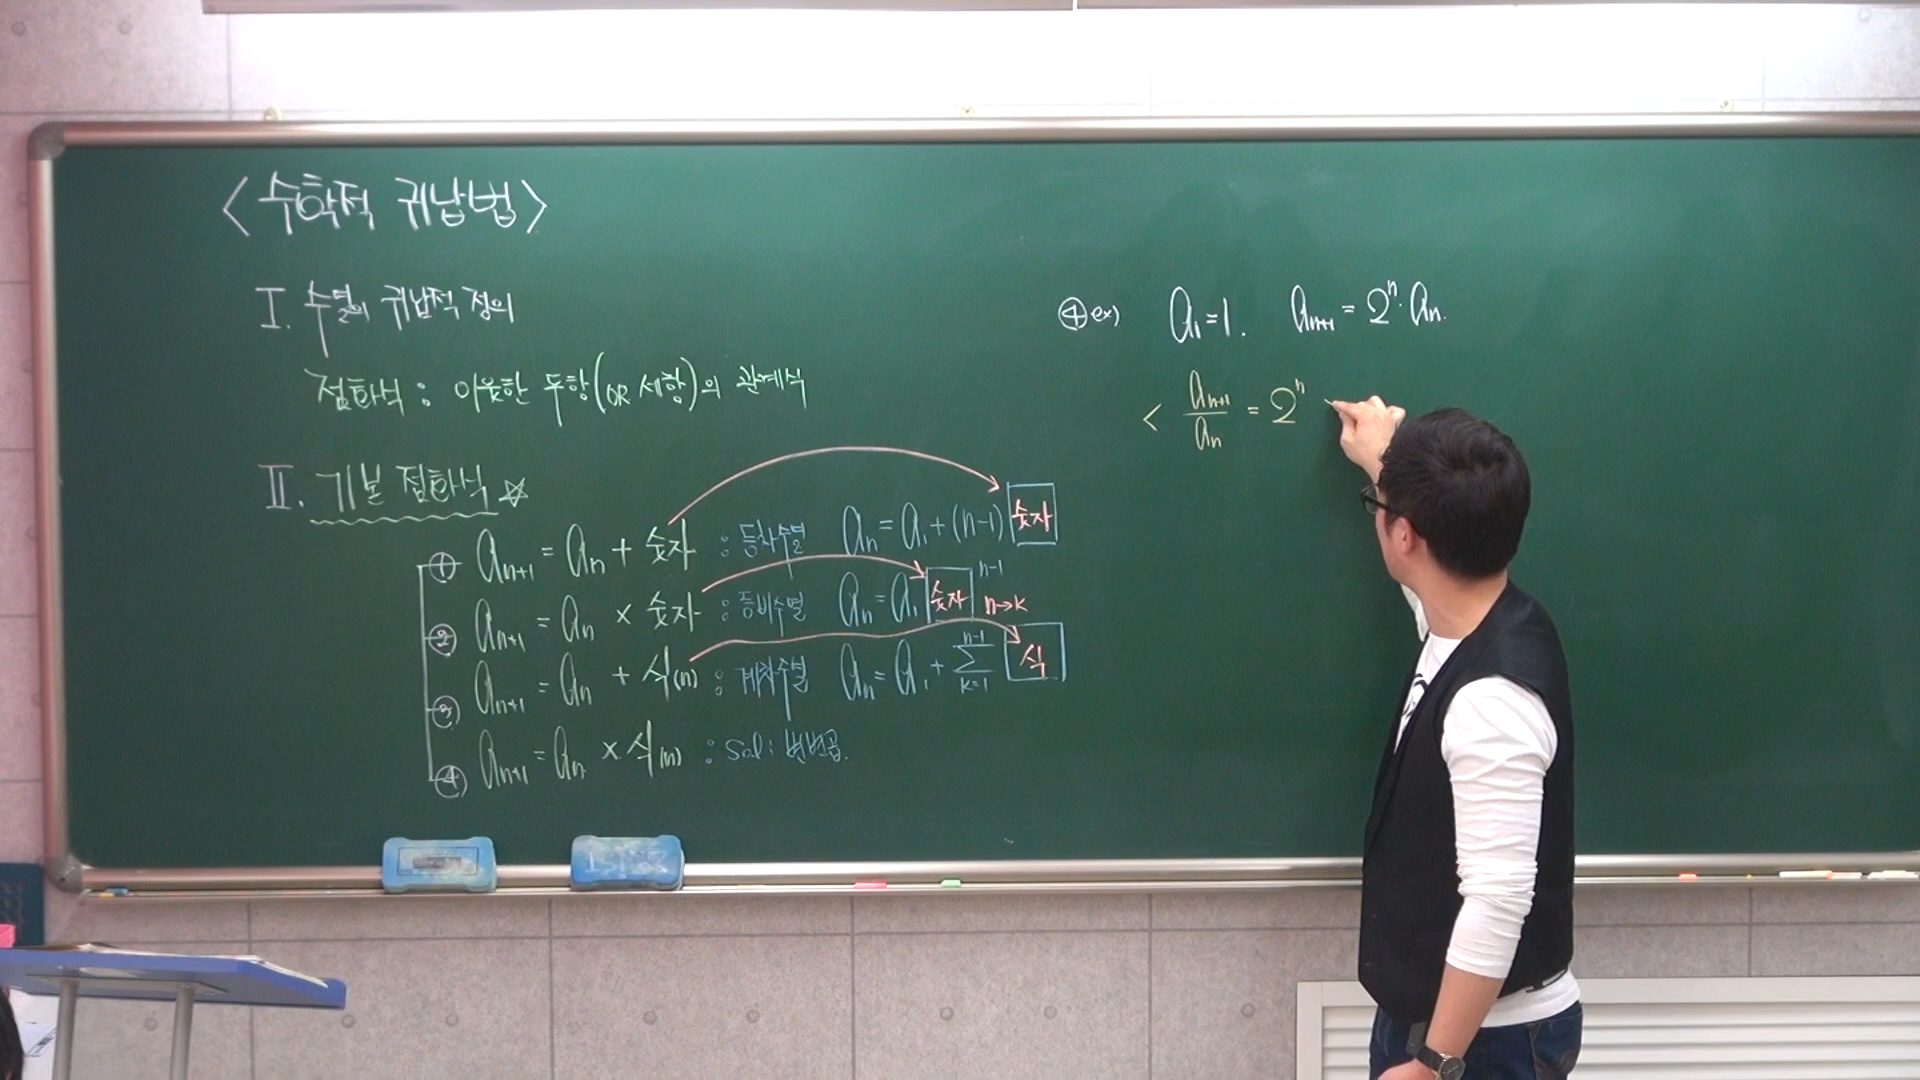 <수학적 귀납법>
I. 수열의 귀납적 정의
점화식 : 이웃한 두항(OR 세항)의 관계식
II. 기본 점화식 ☆
① aₙ₊₁ = aₙ + 숫자 : 등차수열 aₙ = a₁ + (n-1) 숫자
② aₙ₊₁ = aₙ × 숫자 : 등비수열 aₙ = a₁ 숫자ⁿ⁻¹ n→k
③ aₙ₊₁ = aₙ + 식(n) : 계차수열 aₙ = a₁ + Σ_{k=1}^{n-1} 식
④ aₙ₊₁ = aₙ × 식(n) : Sol : 변변곱.
④ ex) a₁ = 1. aₙ₊₁ = 2ⁿ·aₙ.
< aₙ₊₁/aₙ = 2ⁿ